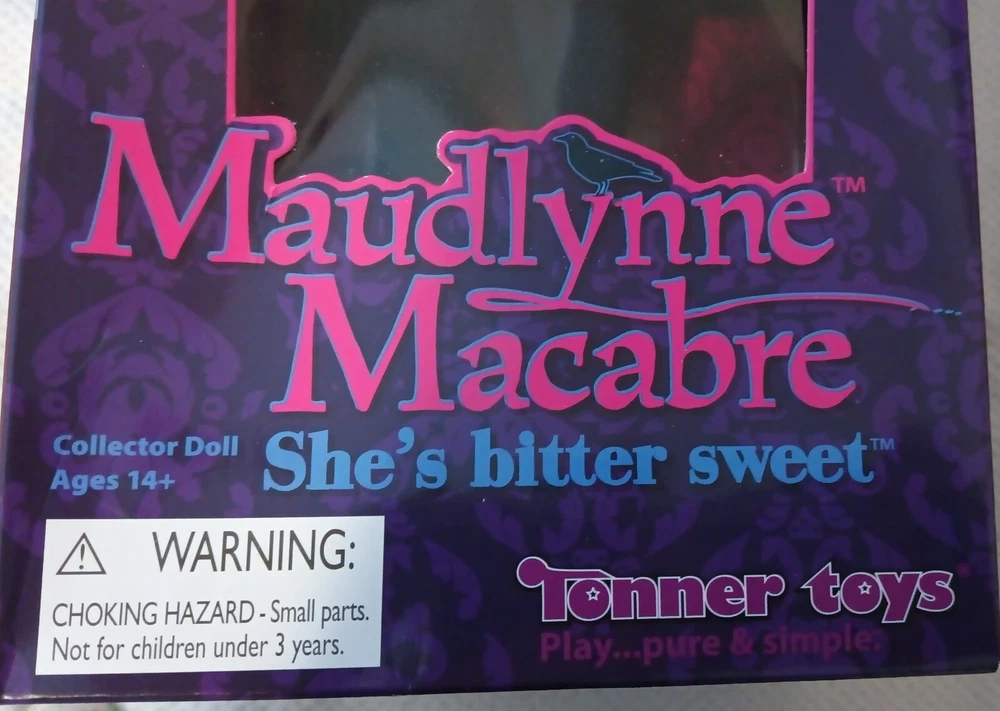 Maudlynne™
Macabre
She's bitter sweet™
Collector Doll
Ages 14+
WARNING:
CHOKING HAZARD - Small parts.
Not for children under 3 years.
Tonner toys
Play...pure & simple.